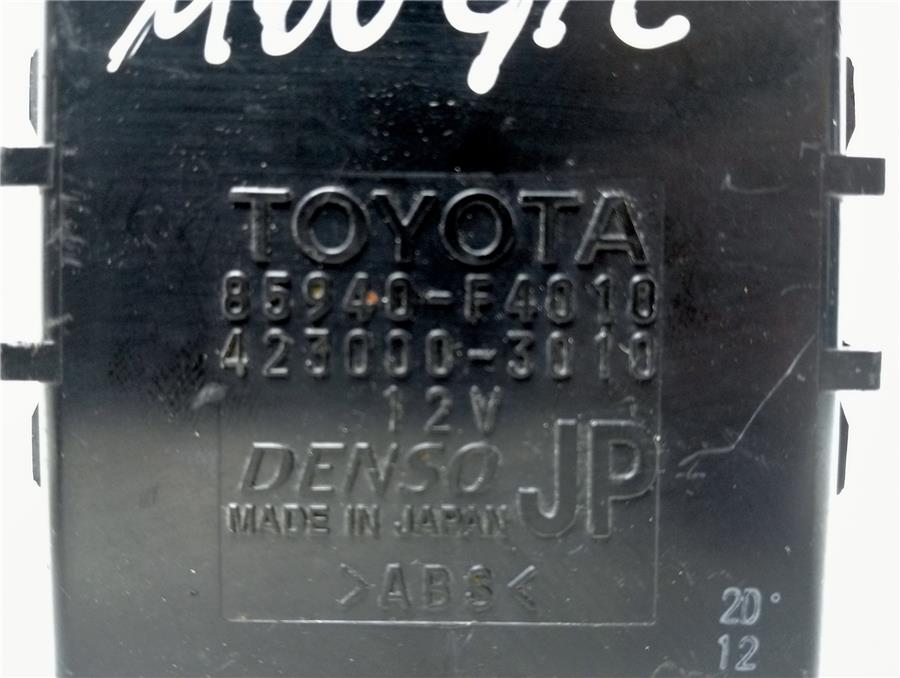 TOYOTA
85940-F4010
423000-3010
12V
DENSO
JP
MADE IN JAPAN
>ABS<
20
12